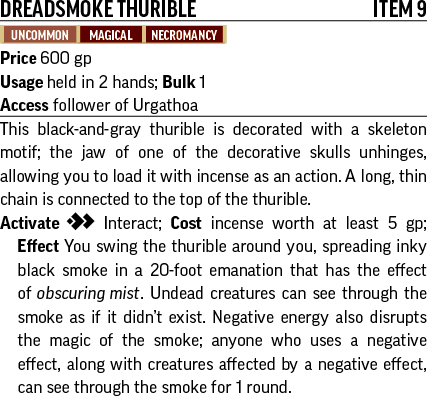 DREADSMOKE THURIBLE ITEM 9
UNCOMMON MAGICAL NECROMANCY
Price 600 gp
Usage held in 2 hands; Bulk 1
Access follower of Urgathoa
This black-and-gray thurible is decorated with a skeleton
motif; the jaw of one of the decorative skulls unhinges,
allowing you to load it with incense as an action. A long, thin
chain is connected to the top of the thurible.
Activate Interact; Cost incense worth at least 5 gp;
Effect You swing the thurible around you, spreading inky
black smoke in a 20-foot emanation that has the effect
of obscuring mist. Undead creatures can see through the
smoke as if it didn't exist. Negative energy also disrupts
the magic of the smoke; anyone who uses a negative
effect, along with creatures affected by a negative effect,
can see through the smoke for 1 round.